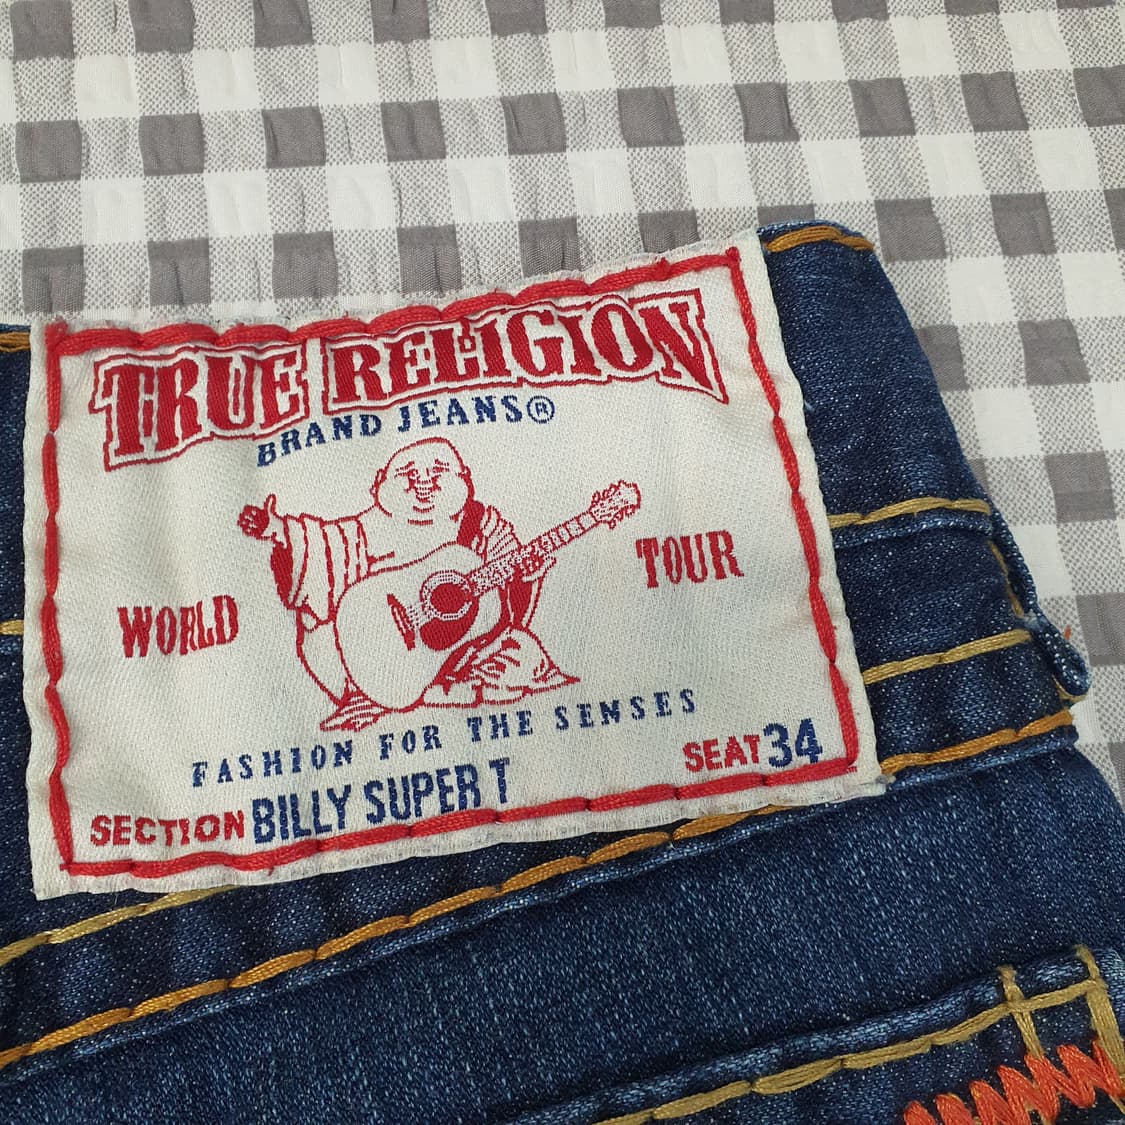 TRUE RELIGION
BRAND JEANS®
WORLD TOUR
FASHION FOR THE SENSES
SECTION BILLY SUPER T SEAT 34